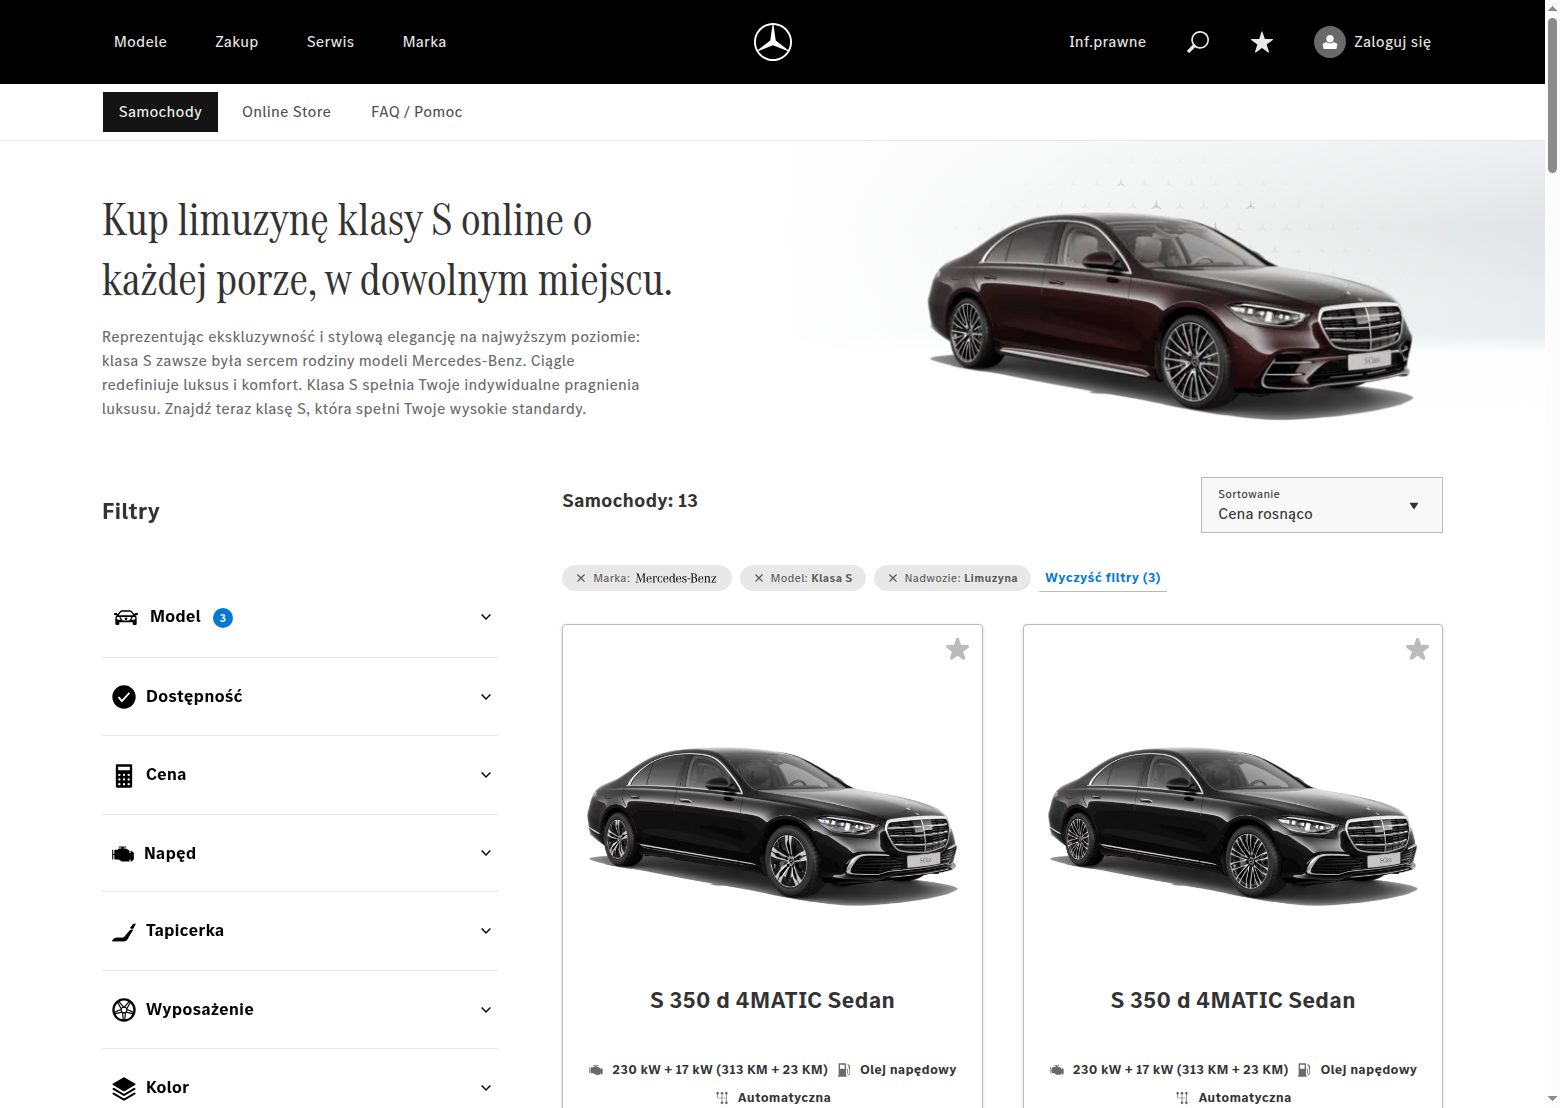 Modele Zakup Serwis Marka Inf.prawne Zaloguj się
Samochody Online Store FAQ / Pomoc
Kup limuzynę klasy S online o
każdej porze, w dowolnym miejscu.
Reprezentując ekskluzywność i stylową elegancję na najwyższym poziomie:
klasa S zawsze była sercem rodziny modeli Mercedes-Benz. Ciągle
redefiniuje luksus i komfort. Klasa S spełnia Twoje indywidualne pragnienia
luksusu. Znajdź teraz klasę S, która spełni Twoje wysokie standardy.
S-Class
Filtry
Model 3
Dostępność
Cena
Napęd
Tapicerka
Wyposażenie
Kolor
Samochody: 13
Sortowanie
Cena rosnąco
Marka: Mercedes-Benz Model: Klasa S Nadwozie: Limuzyna Wyczyść filtry (3)
S-Class
S 350 d 4MATIC Sedan
230 kW + 17 kW (313 KM + 23 KM) Olej napędowy
Automatyczna
S-Class
S 350 d 4MATIC Sedan
230 kW + 17 kW (313 KM + 23 KM) Olej napędowy
Automatyczna